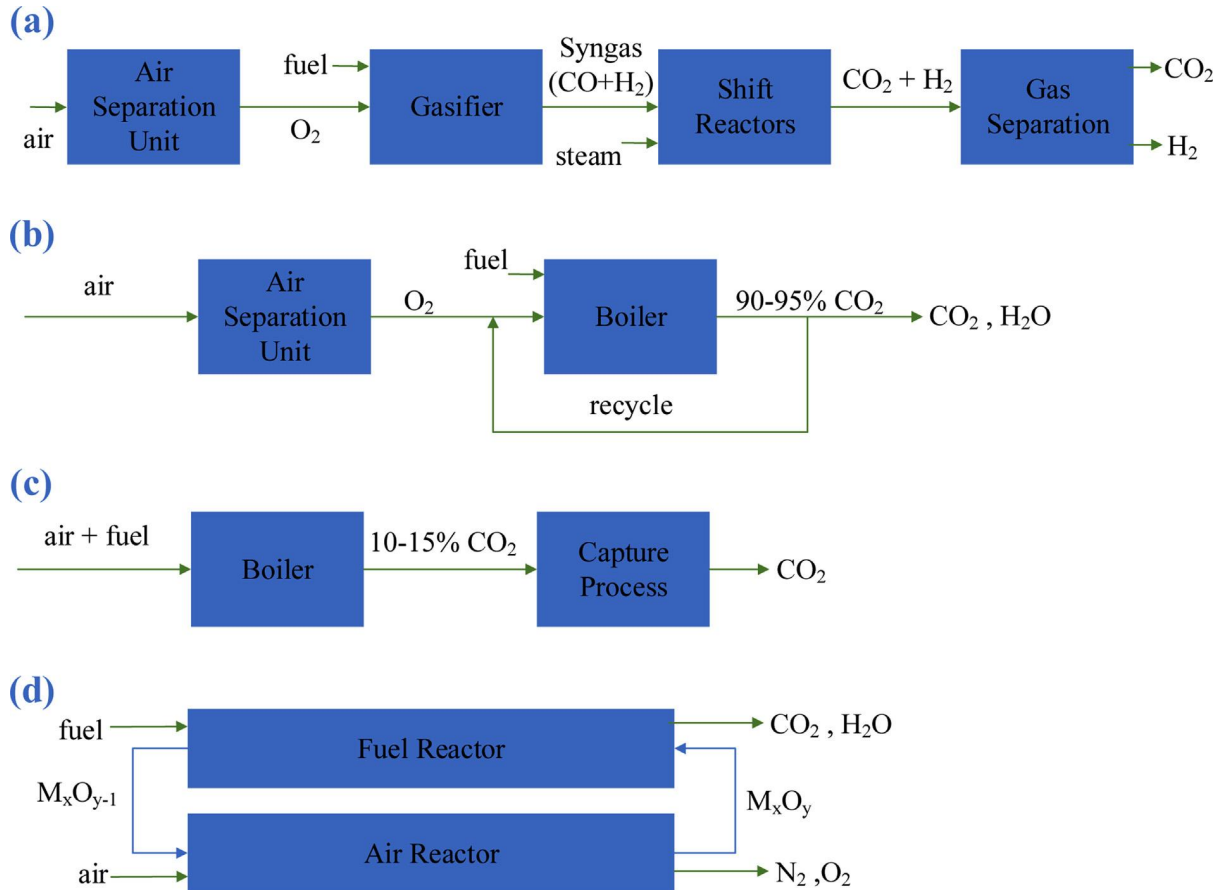 (a)
Air
Separation
Unit
air
O₂
fuel
Gasifier
Syngas
(CO+H₂)
steam
Shift
Reactors
CO₂ + H₂
Gas
Separation
CO₂
H₂
(b)
air
Air
Separation
Unit
O₂
fuel
Boiler
90-95% CO₂
CO₂ , H₂O
recycle
(c)
air + fuel
Boiler
10-15% CO₂
Capture
Process
CO₂
(d)
fuel
Fuel Reactor
CO₂ , H₂O
MₓOᵧ₋₁
MₓOᵧ
air
Air Reactor
N₂ ,O₂